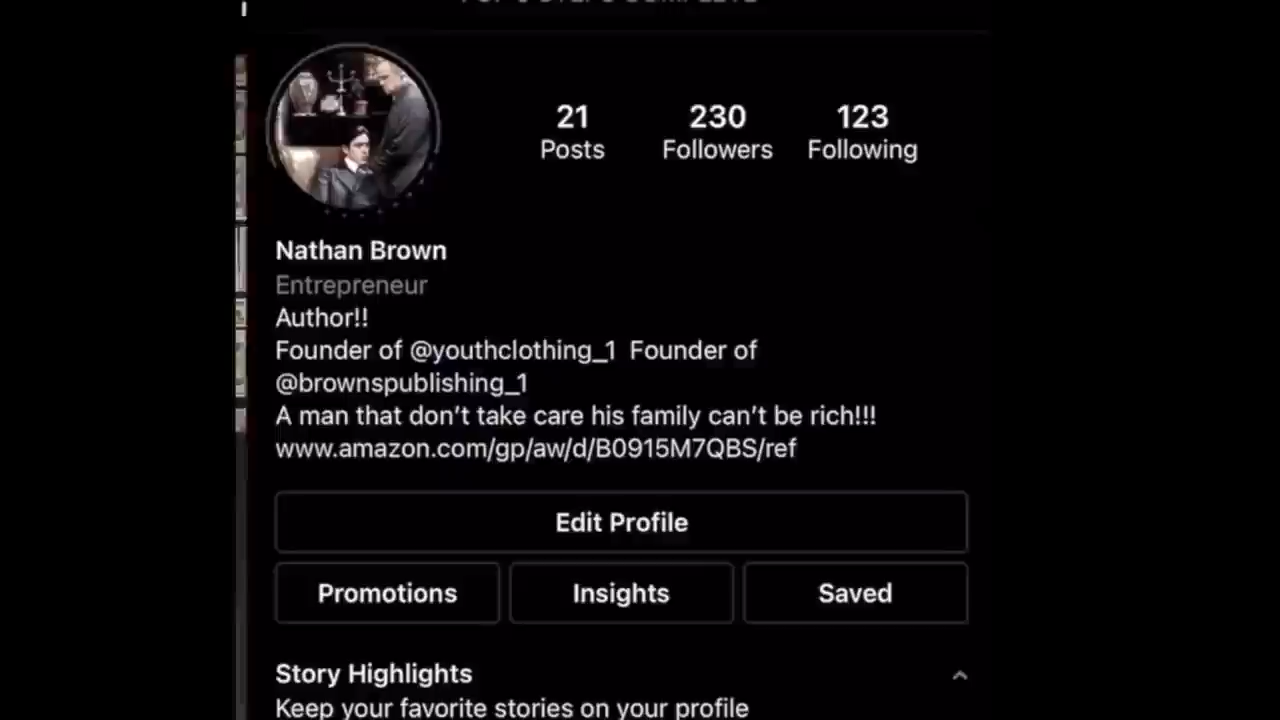 21 230 123
Posts Followers Following
Nathan Brown
Entrepreneur
Author!!
Founder of @youthclothing_1 Founder of
@brownspublishing_1
A man that don’t take care his family can’t be rich!!!
www.amazon.com/gp/aw/d/B0915M7QBS/ref
Edit Profile
Promotions Insights Saved
Story Highlights
Keep your favorite stories on your profile